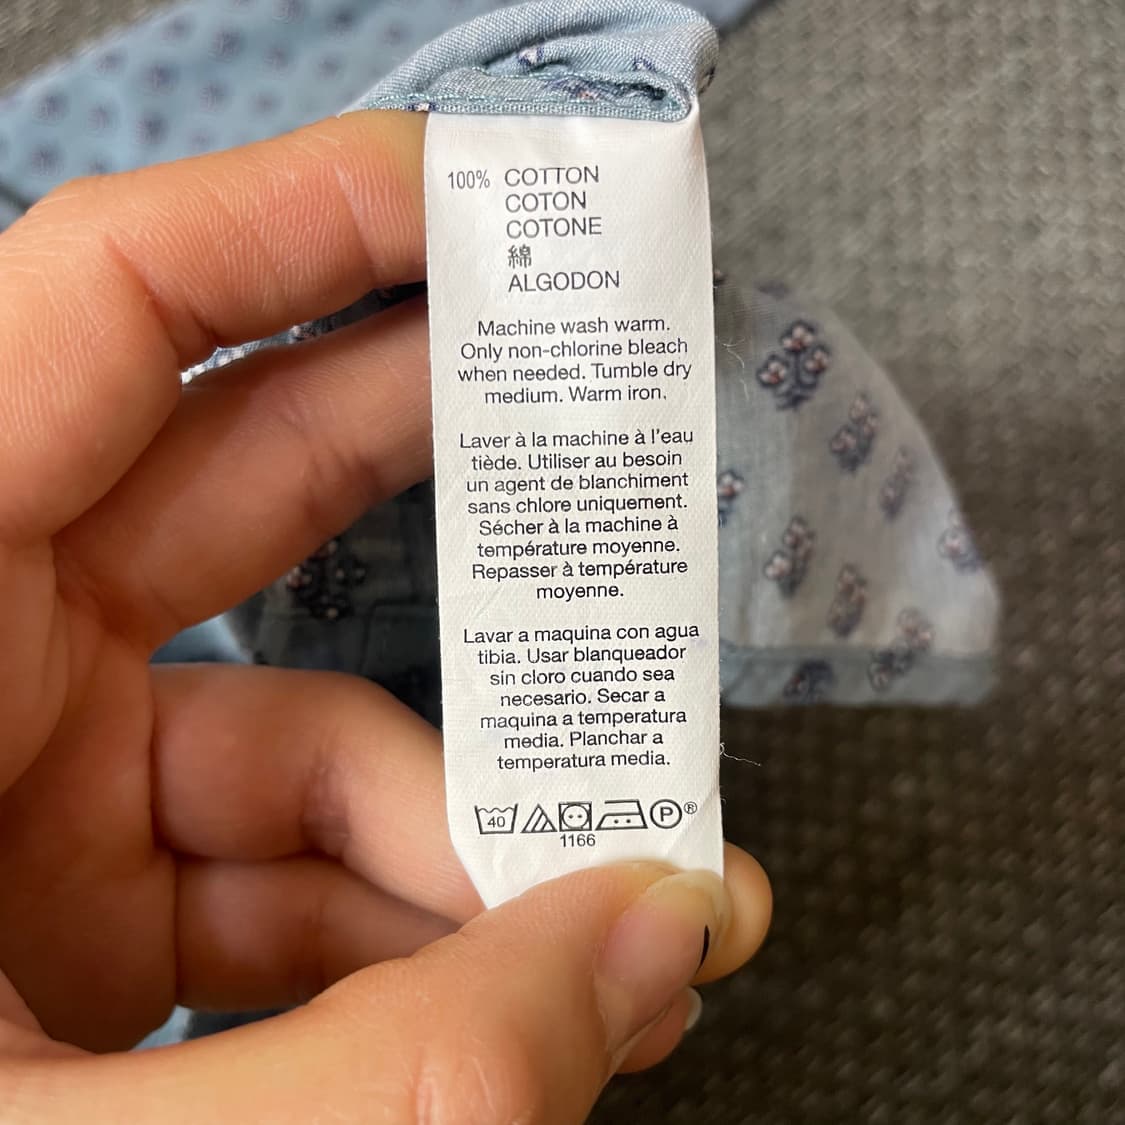 100% COTTON
COTON
COTONE
綿
ALGODON
Machine wash warm.
Only non-chlorine bleach
when needed. Tumble dry
medium. Warm iron.
Laver à la machine à l'eau
tiède. Utiliser au besoin
un agent de blanchiment
sans chlore uniquement.
Sécher à la machine à
température moyenne.
Repasser à température
moyenne.
Lavar a maquina con agua
tibia. Usar blanqueador
sin cloro cuando sea
necesario. Secar a
maquina a temperatura
media. Planchar a
temperatura media.
40 P ®
1166